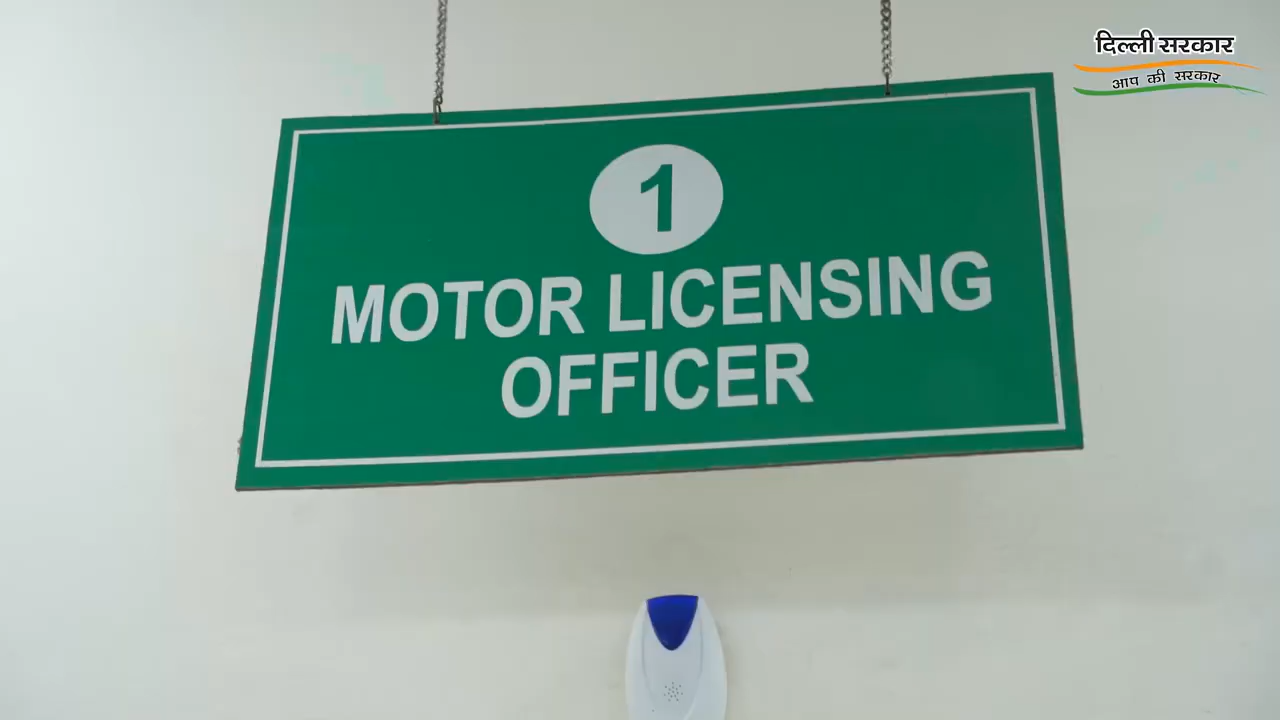 दिल्ली सरकार
आप की सरकार
1
MOTOR LICENSING
OFFICER